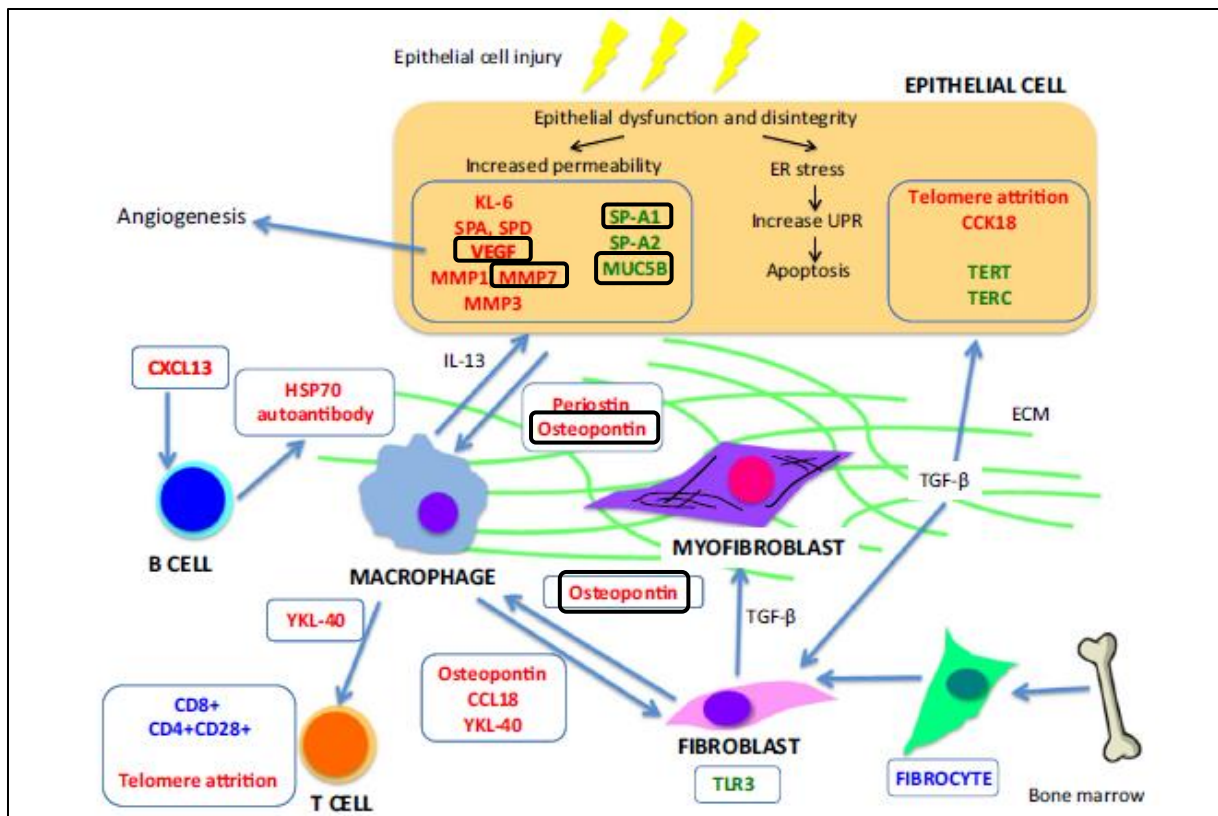 Epithelial cell injury
EPITHELIAL CELL
Epithelial dysfunction and disintegrity
Increased permeability
ER stress
KL-6
SPA, SPD
VEGF
MMP1 MMP7
MMP3
SP-A1
SP-A2
MUC5B
Increase UPR
Apoptosis
Telomere attrition
CCK18
TERT
TERC
Angiogenesis
IL-13
CXCL13
HSP70
autoantibody
Periostin
Osteopontin
ECM
TGF-β
B CELL
MACROPHAGE
MYOFIBROBLAST
Osteopontin
TGF-β
YKL-40
Osteopontin
CCL18
YKL-40
CD8+
CD4+CD28+
Telomere attrition
T CELL
FIBROBLAST
TLR3
FIBROCYTE
Bone marrow